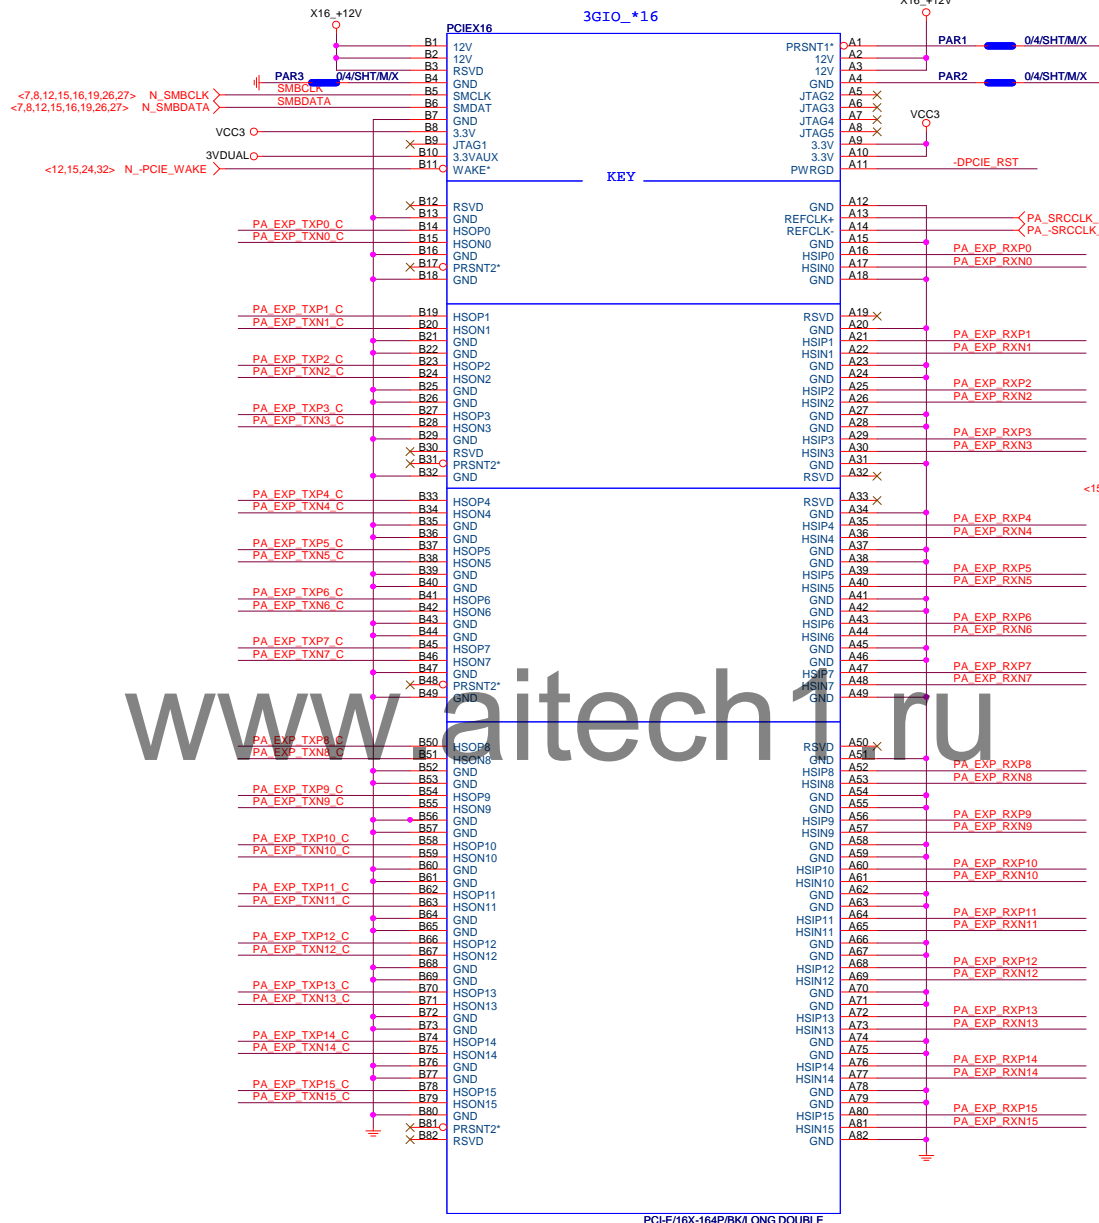 X16_+12V 3GIO_*16 X16_+12V
PCIEX16
B1 12V PRSNT1* A1 PAR1 0/4/SHT/M/X
B2 12V 12V A2
B3 RSVD 12V A3
PAR3 0/4/SHT/M/X B4 GND GND A4 PAR2 0/4/SHT/M/X
<7,8,12,15,16,19,26,27> N_SMBCLK SMBCLK B5 SMCLK JTAG2 A5
<7,8,12,15,16,19,26,27> N_SMBDATA SMBDATA B6 SMDAT JTAG3 A6
B7 GND JTAG4 A7
VCC3 B8 3.3V JTAG5 A8 VCC3
B9 JTAG1 3.3V A9
3VDUAL B10 3.3VAUX 3.3V A10
<12,15,24,32> N_-PCIE_WAKE B11 WAKE* PWRGD A11 -DPCIE_RST
KEY
B12 RSVD GND A12
B13 GND REFCLK+ A13 PA_SRCCLK_
PA_EXP_TXP0_C B14 HSOP0 REFCLK- A14 PA_-SRCCLK_
PA_EXP_TXN0_C B15 HSON0 GND A15
B16 GND HSIP0 A16 PA_EXP_RXP0
B17 PRSNT2* HSIN0 A17 PA_EXP_RXN0
B18 GND GND A18
PA_EXP_TXP1_C B19 HSOP1 RSVD A19
PA_EXP_TXN1_C B20 HSON1 GND A20
B21 GND HSIP1 A21 PA_EXP_RXP1
B22 GND HSIN1 A22 PA_EXP_RXN1
PA_EXP_TXP2_C B23 HSOP2 GND A23
PA_EXP_TXN2_C B24 HSON2 GND A24
B25 GND HSIP2 A25 PA_EXP_RXP2
B26 GND HSIN2 A26 PA_EXP_RXN2
PA_EXP_TXP3_C B27 HSOP3 GND A27
PA_EXP_TXN3_C B28 HSON3 GND A28
B29 GND HSIP3 A29 PA_EXP_RXP3
B30 RSVD HSIN3 A30 PA_EXP_RXN3
B31 PRSNT2* GND A31
B32 GND RSVD A32
<15
PA_EXP_TXP4_C B33 HSOP4 RSVD A33
PA_EXP_TXN4_C B34 HSON4 GND A34
B35 GND HSIP4 A35 PA_EXP_RXP4
B36 GND HSIN4 A36 PA_EXP_RXN4
PA_EXP_TXP5_C B37 HSOP5 GND A37
PA_EXP_TXN5_C B38 HSON5 GND A38
B39 GND HSIP5 A39 PA_EXP_RXP5
B40 GND HSIN5 A40 PA_EXP_RXN5
PA_EXP_TXP6_C B41 HSOP6 GND A41
PA_EXP_TXN6_C B42 HSON6 GND A42
B43 GND HSIP6 A43 PA_EXP_RXP6
B44 GND HSIN6 A44 PA_EXP_RXN6
PA_EXP_TXP7_C B45 HSOP7 GND A45
PA_EXP_TXN7_C B46 HSON7 GND A46
B47 GND HSIP7 A47 PA_EXP_RXP7
B48 PRSNT2* HSIN7 A48 PA_EXP_RXN7
B49 GND GND A49
www.aitech1.ru
PA_EXP_TXP8_C B50 HSOP8 RSVD A50
PA_EXP_TXN8_C B51 HSON8 GND A51
B52 GND HSIP8 A52 PA_EXP_RXP8
B53 GND HSIN8 A53 PA_EXP_RXN8
PA_EXP_TXP9_C B54 HSOP9 GND A54
PA_EXP_TXN9_C B55 HSON9 GND A55
B56 GND HSIP9 A56 PA_EXP_RXP9
B57 GND HSIN9 A57 PA_EXP_RXN9
PA_EXP_TXP10_C B58 HSOP10 GND A58
PA_EXP_TXN10_C B59 HSON10 GND A59
B60 GND HSIP10 A60 PA_EXP_RXP10
B61 GND HSIN10 A61 PA_EXP_RXN10
PA_EXP_TXP11_C B62 HSOP11 GND A62
PA_EXP_TXN11_C B63 HSON11 GND A63
B64 GND HSIP11 A64 PA_EXP_RXP11
B65 GND HSIN11 A65 PA_EXP_RXN11
PA_EXP_TXP12_C B66 HSOP12 GND A66
PA_EXP_TXN12_C B67 HSON12 GND A67
B68 GND HSIP12 A68 PA_EXP_RXP12
B69 GND HSIN12 A69 PA_EXP_RXN12
PA_EXP_TXP13_C B70 HSOP13 GND A70
PA_EXP_TXN13_C B71 HSON13 GND A71
B72 GND HSIP13 A72 PA_EXP_RXP13
B73 GND HSIN13 A73 PA_EXP_RXN13
PA_EXP_TXP14_C B74 HSOP14 GND A74
PA_EXP_TXN14_C B75 HSON14 GND A75
B76 GND HSIP14 A76 PA_EXP_RXP14
B77 GND HSIN14 A77 PA_EXP_RXN14
PA_EXP_TXP15_C B78 HSOP15 GND A78
PA_EXP_TXN15_C B79 HSON15 GND A79
B80 GND HSIP15 A80 PA_EXP_RXP15
B81 PRSNT2* HSIN15 A81 PA_EXP_RXN15
B82 RSVD GND A82
PCI-E/16X-164P/BK/LONG DOUBLE